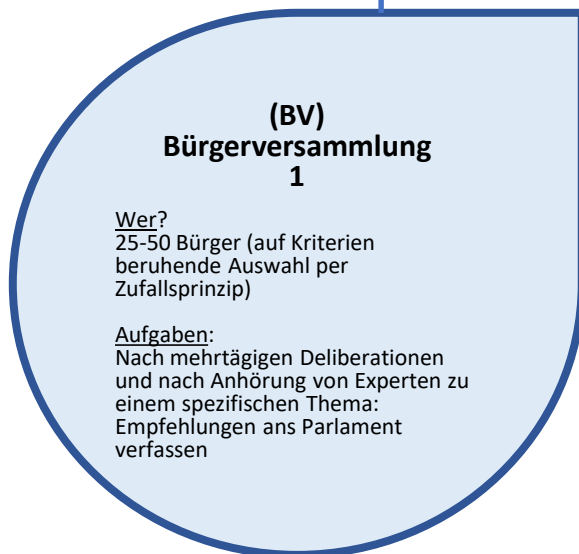 (BV)
Bürgerversammlung
1
Wer?
25-50 Bürger (auf Kriterien
beruhende Auswahl per
Zufallsprinzip)
Aufgaben:
Nach mehrtägigen Deliberationen
und nach Anhörung von Experten zu
einem spezifischen Thema:
Empfehlungen ans Parlament
verfassen